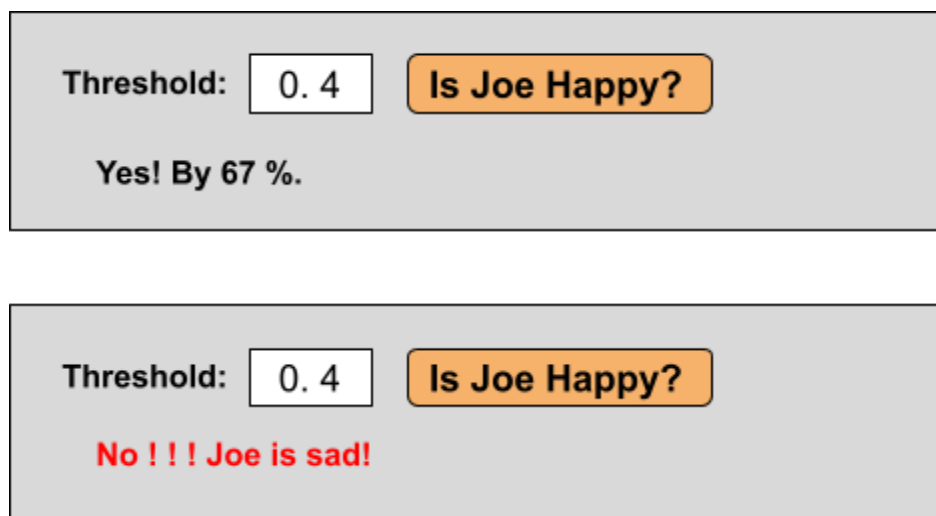 Threshold: 0. 4 Is Joe Happy?
Yes! By 67 %.
Threshold: 0. 4 Is Joe Happy?
No ! ! ! Joe is sad!